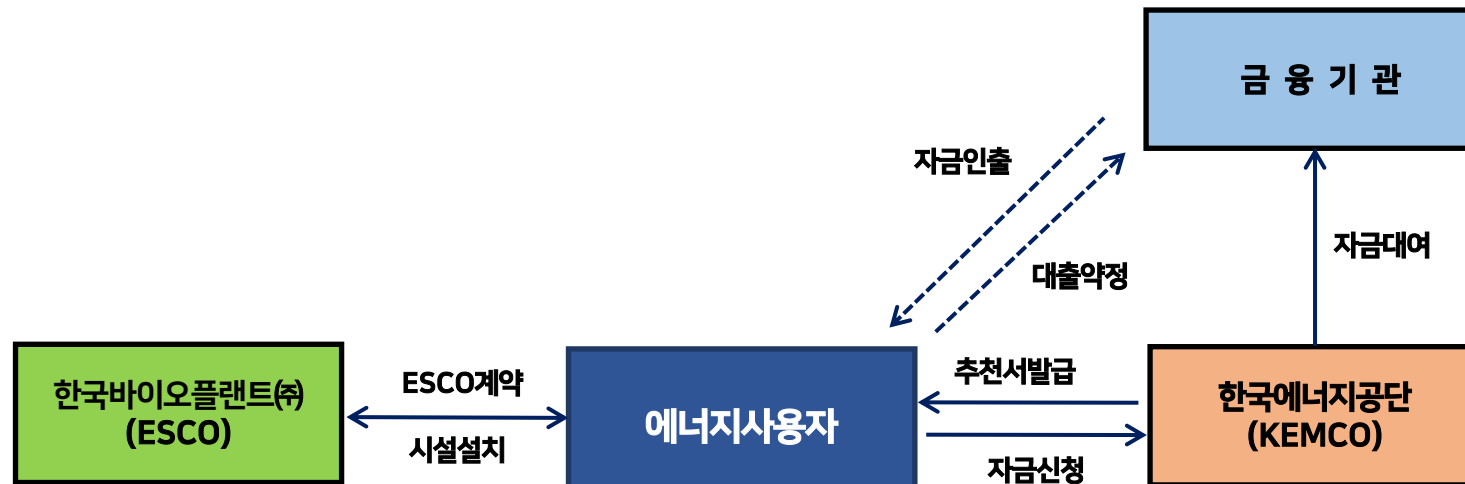 금 융 기 관
자금인출
자금대여
대출약정
한국바이오플랜트㈜
(ESCO)
ESCO계약
시설설치
에너지사용자
추천서발급
자금신청
한국에너지공단
(KEMCO)